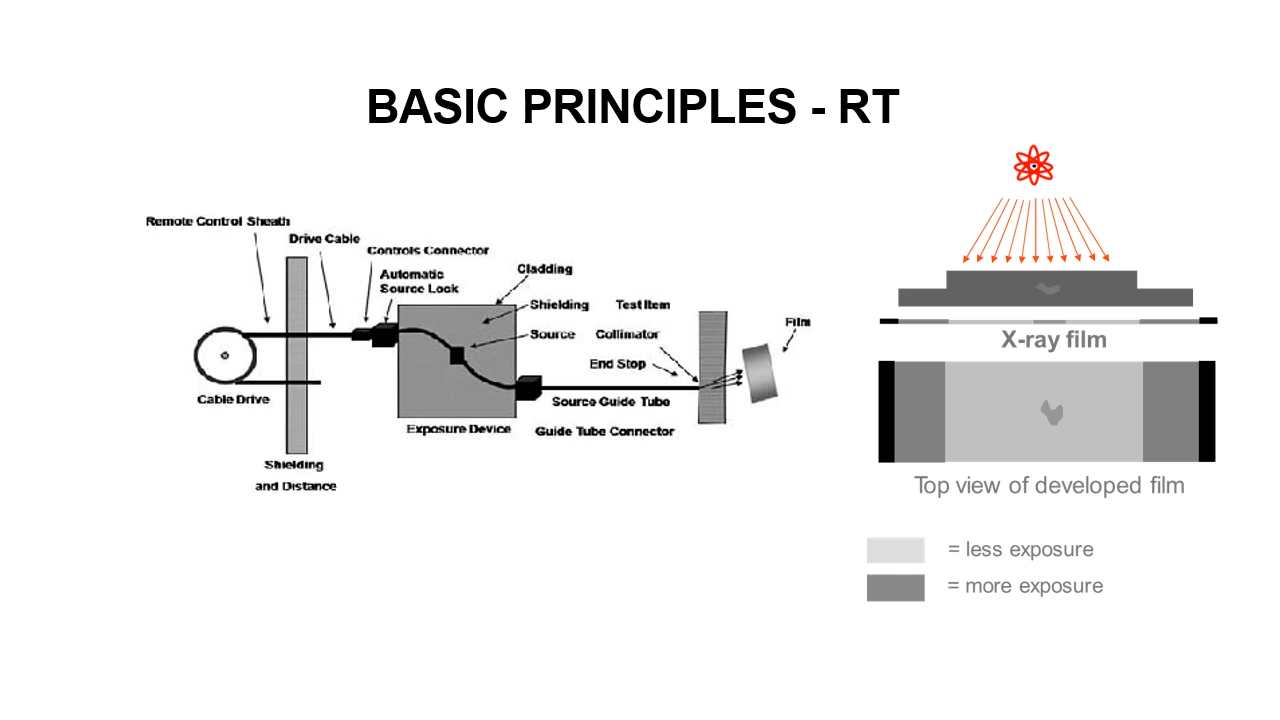 BASIC PRINCIPLES - RT
Remote Control Sheath
Drive Cable
Controls Connector
Automatic
Source Lock
Cladding
Shielding
Source
Test Item
Collimator
End Stop
Film
Cable Drive
Source Guide Tube
Exposure Device
Guide Tube Connector
Shielding
and Distance
X-ray film
Top view of developed film
= less exposure
= more exposure